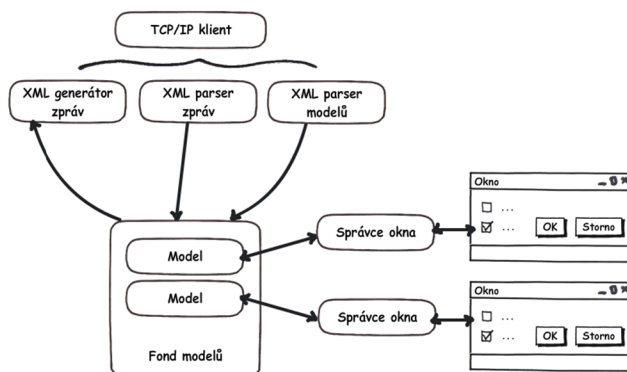 TCP/IP klient
XML generátor
zpráv
XML parser
zpráv
XML parser
modelů
Okno
...
... OK Storno
Správce okna
Model
Model
Okno
...
... OK Storno
Správce okna
Fond modelů